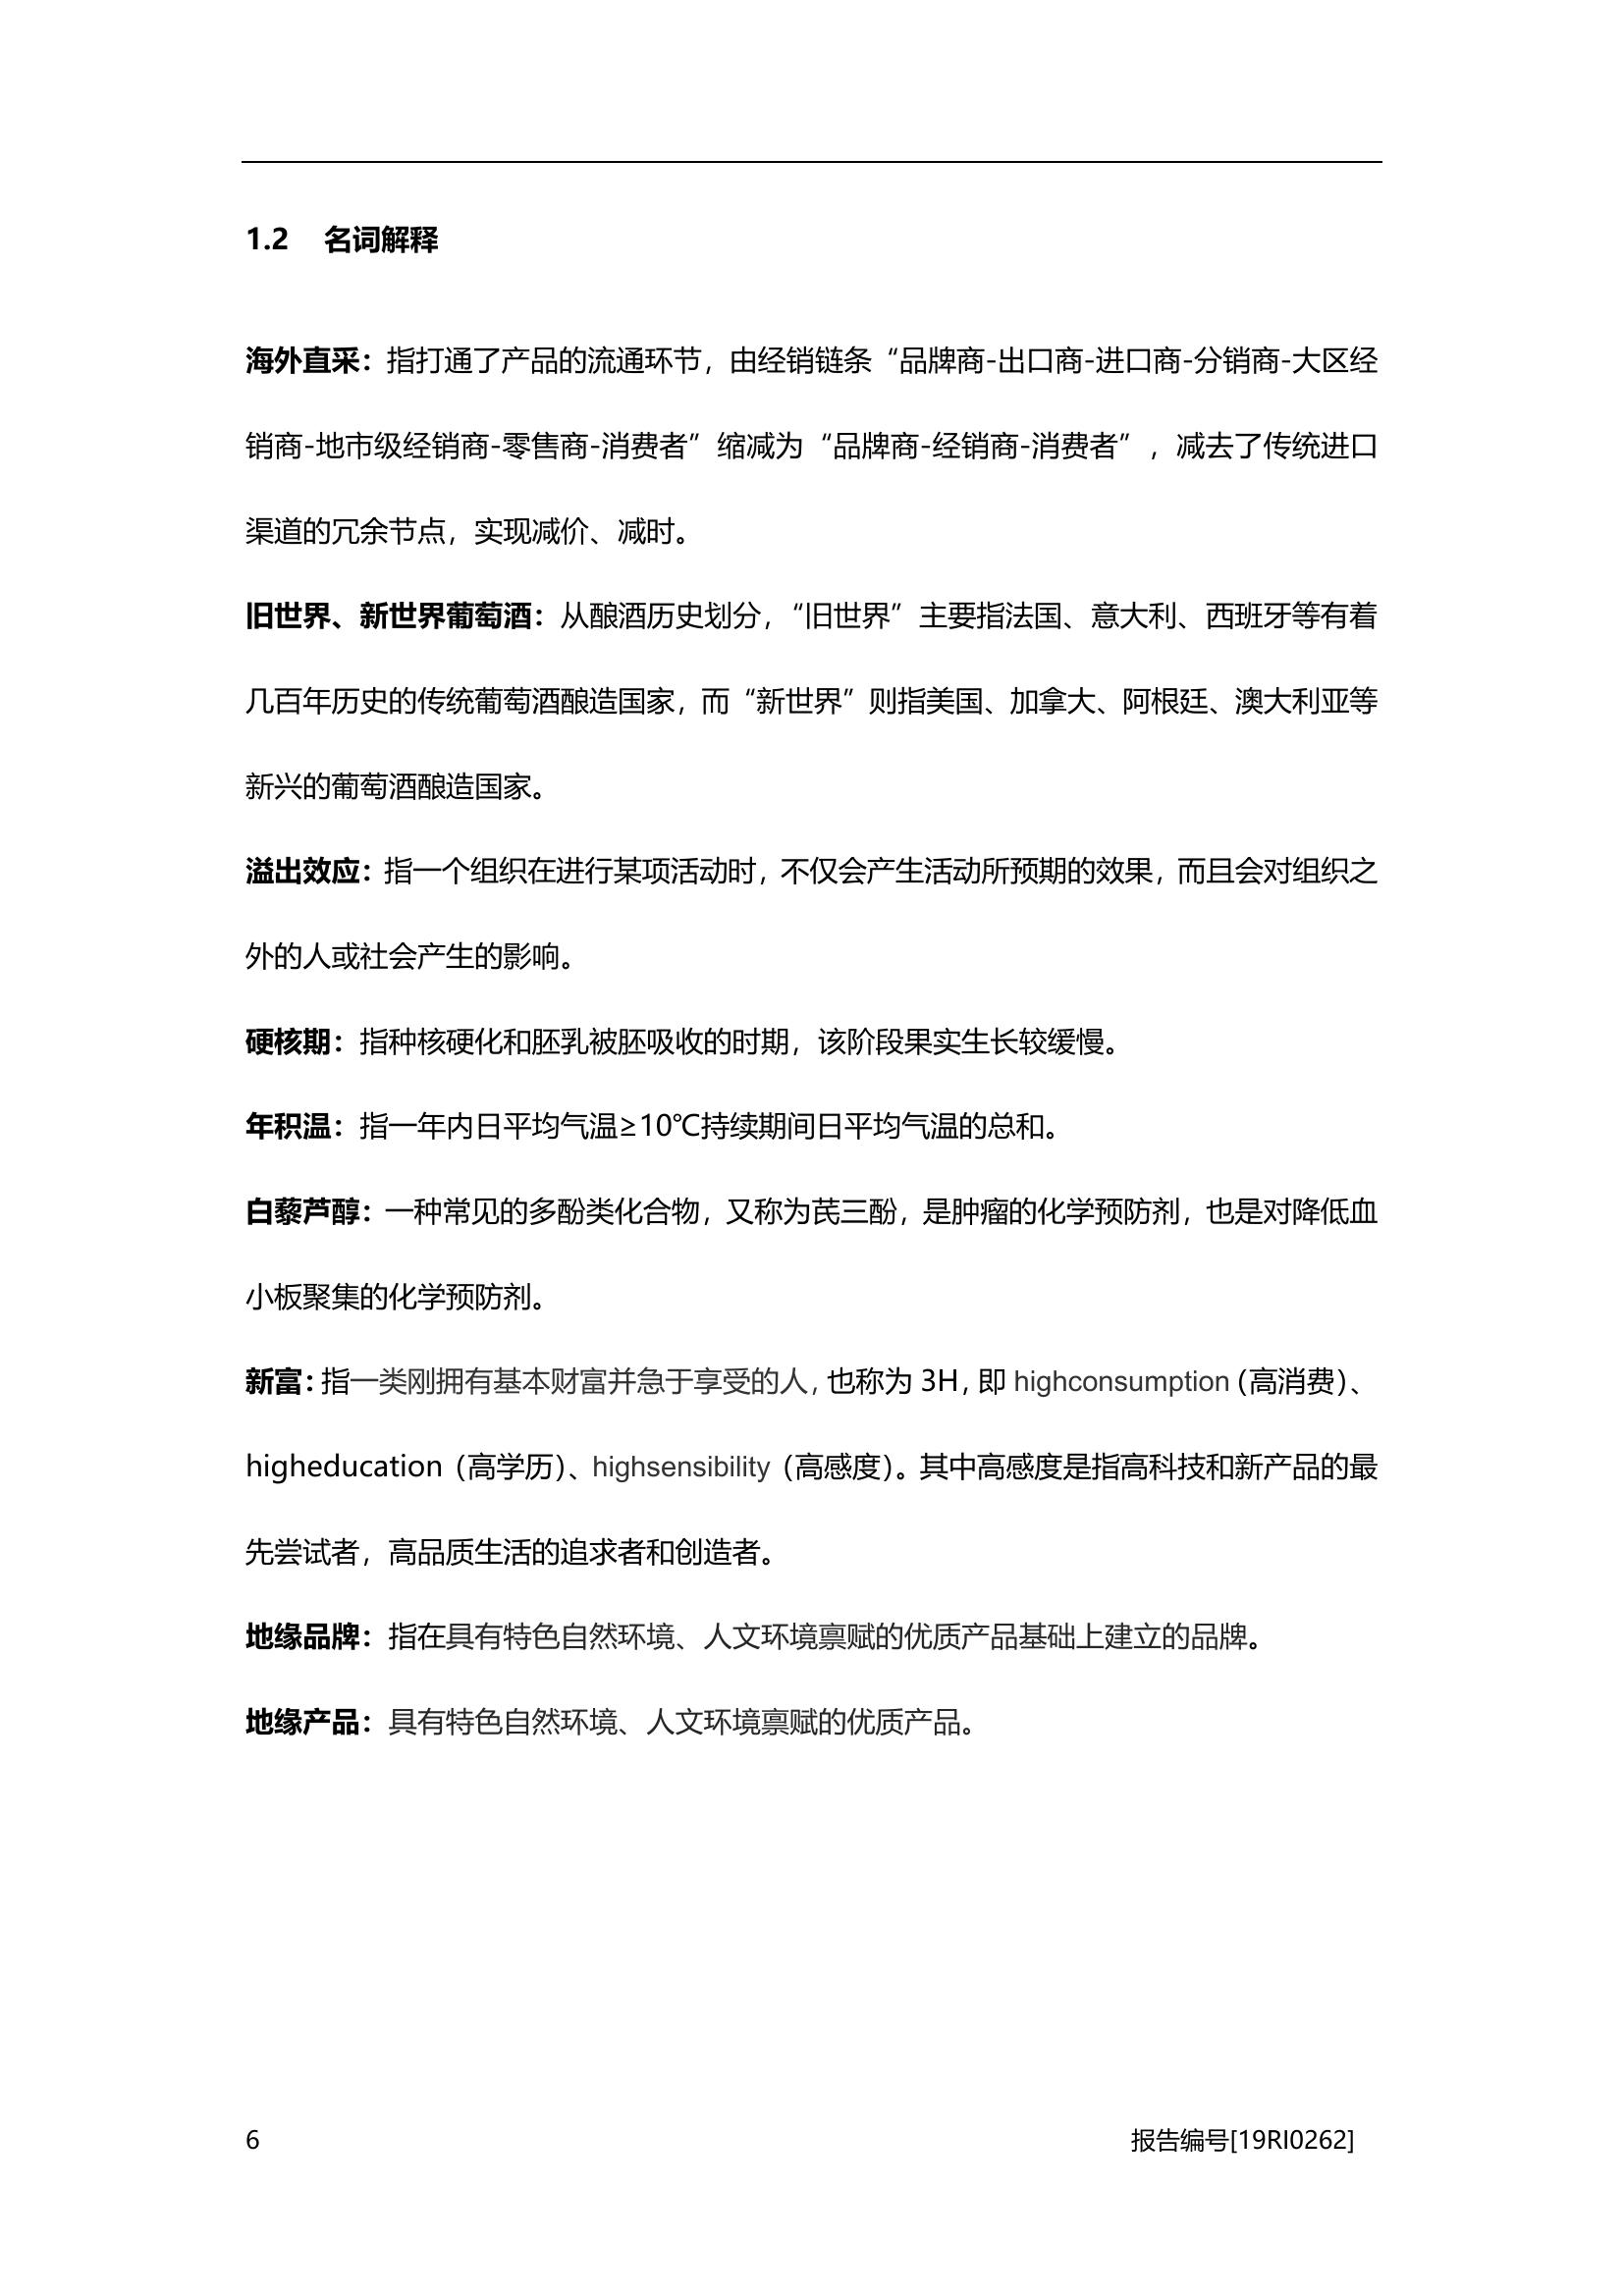 1.2 名词解释
海外直采：指打通了产品的流通环节，由经销链条“品牌商-出口商-进口商-分销商-大区经
销商-地市级经销商-零售商-消费者”缩减为“品牌商-经销商-消费者”，减去了传统进口
渠道的冗余节点，实现减价、减时。
旧世界、新世界葡萄酒：从酿酒历史划分，“旧世界”主要指法国、意大利、西班牙等有着
几百年历史的传统葡萄酒酿造国家，而“新世界”则指美国、加拿大、阿根廷、澳大利亚等
新兴的葡萄酒酿造国家。
溢出效应：指一个组织在进行某项活动时，不仅会产生活动所预期的效果，而且会对组织之
外的人或社会产生的影响。
硬核期：指种核硬化和胚乳被胚吸收的时期，该阶段果实生长较缓慢。
年积温：指一年内日平均气温≥10℃持续期间日平均气温的总和。
白藜芦醇：一种常见的多酚类化合物，又称为芪三酚，是肿瘤的化学预防剂，也是对降低血
小板聚集的化学预防剂。
新富：指一类刚拥有基本财富并急于享受的人，也称为 3H，即 highconsumption（高消费）、
higheducation（高学历）、highsensibility（高感度）。其中高感度是指高科技和新产品的最
先尝试者，高品质生活的追求者和创造者。
地缘品牌：指在具有特色自然环境、人文环境禀赋的优质产品基础上建立的品牌。
地缘产品：具有特色自然环境、人文环境禀赋的优质产品。
6 报告编号[19RI0262]